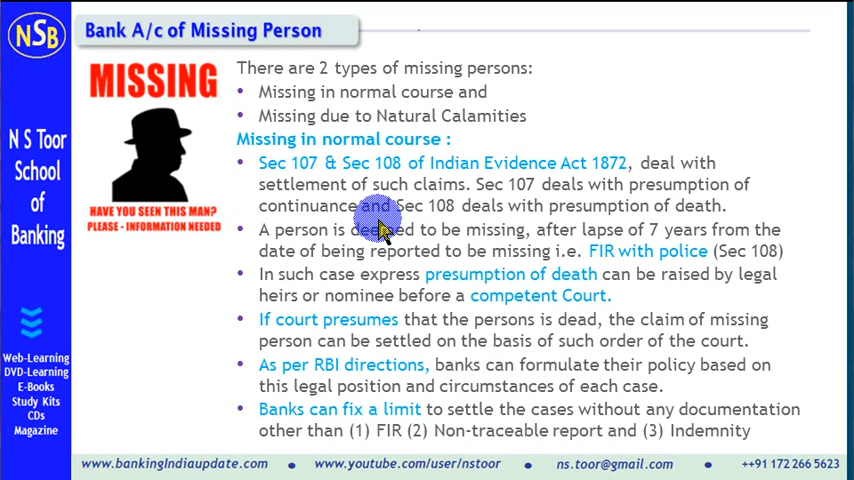 NSB
Bank A/c of Missing Person
N S Toor
School
of
Banking
Web-Learning
DVD-Learning
E-Books
Study Kits
CDs
Magazine
MISSING
HAVE YOU SEEN THIS MAN?
PLEASE - INFORMATION NEEDED
There are 2 types of missing persons:
• Missing in normal course and
• Missing due to Natural Calamities
Missing in normal course :
• Sec 107 & Sec 108 of Indian Evidence Act 1872, deal with
settlement of such claims. Sec 107 deals with presumption of
continuance and Sec 108 deals with presumption of death.
• A person is deemed to be missing, after lapse of 7 years from the
date of being reported to be missing i.e. FIR with police (Sec 108)
• In such case express presumption of death can be raised by legal
heirs or nominee before a competent Court.
• If court presumes that the persons is dead, the claim of missing
person can be settled on the basis of such order of the court.
• As per RBI directions, banks can formulate their policy based on
this legal position and circumstances of each case.
• Banks can fix a limit to settle the cases without any documentation
other than (1) FIR (2) Non-traceable report and (3) Indemnity
www.bankingIndiaupdate.com • www.youtube.com/user/nstoor • ns.toor@gmail.com • ++91 172 266 5623